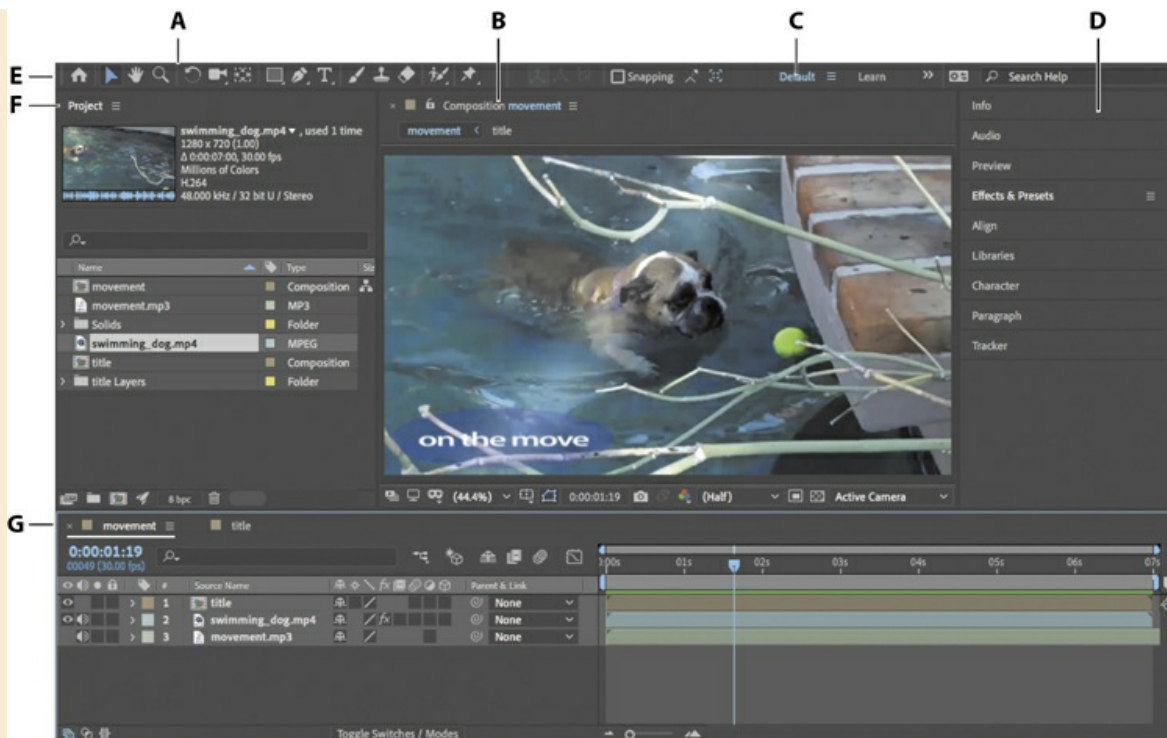 A B C D
E Snapping Default Learn >> Search Help
F Project
swimming_dog.mp4 ▾ , used 1 time
1280 x 720 (1.00)
Δ 0:00:07:00, 30.00 fps
Millions of Colors
H.264
48.000 kHz / 32 bit U / Stereo
Name Type Siz
movement Composition
movement.mp3 MP3
Solids Folder
swimming_dog.mp4 MPEG
title Composition
title Layers Folder
8 bpc
× Composition movement
movement < title
on the move
(44.4%) 0:00:01:19 (Half) Active Camera
Info
Audio
Preview
Effects & Presets
Align
Libraries
Character
Paragraph
Tracker
G × movement title
0:00:01:19
00049 (30.00 fps)
0:00s 01s 02s 03s 04s 05s 06s 07s
# Source Name fx Parent & Link
1 title None
2 swimming_dog.mp4 fx None
3 movement.mp3 None
Toggle Switches / Modes